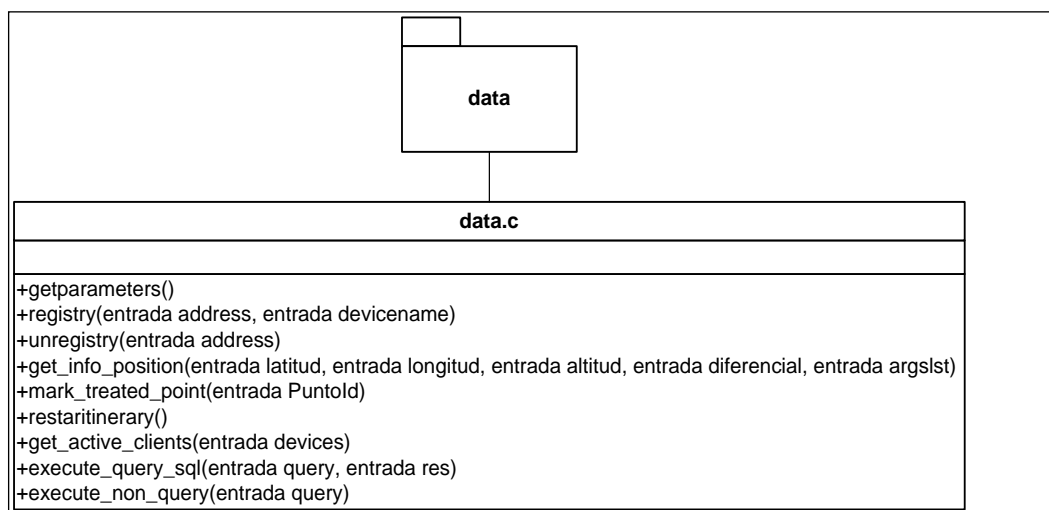 data
data.c
+getparameters()
+registry(entrada address, entrada devicename)
+unregistry(entrada address)
+get_info_position(entrada latitud, entrada longitud, entrada altitud, entrada diferencial, entrada argslst)
+mark_treated_point(entrada PuntoId)
+restaritinerary()
+get_active_clients(entrada devices)
+execute_query_sql(entrada query, entrada res)
+execute_non_query(entrada query)